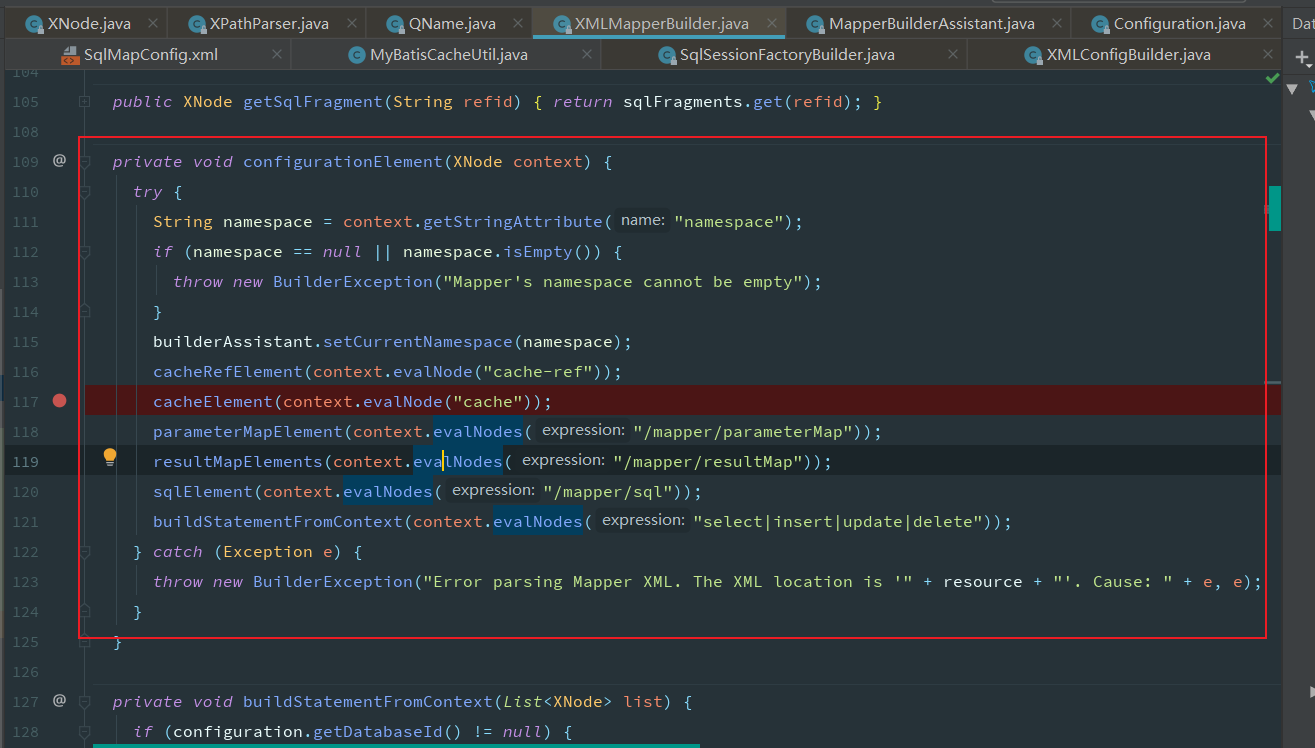 XNode.java XPathParser.java QName.java XMLMapperBuilder.java MapperBuilderAssistant.java Configuration.java Dat
SqlMapConfig.xml MyBatisCacheUtil.java SqlSessionFactoryBuilder.java XMLConfigBuilder.java
104
105 public XNode getSqlFragment(String refid) { return sqlFragments.get(refid); }
108
109 @ private void configurationElement(XNode context) {
110 try {
111 String namespace = context.getStringAttribute( name: "namespace");
112 if (namespace == null || namespace.isEmpty()) {
113 throw new BuilderException("Mapper's namespace cannot be empty");
114 }
115 builderAssistant.setCurrentNamespace(namespace);
116 cacheRefElement(context.evalNode("cache-ref"));
117 cacheElement(context.evalNode("cache"));
118 parameterMapElement(context.evalNodes( expression: "/mapper/parameterMap"));
119 resultMapElements(context.evalNodes( expression: "/mapper/resultMap"));
120 sqlElement(context.evalNodes( expression: "/mapper/sql"));
121 buildStatementFromContext(context.evalNodes( expression: "select|insert|update|delete"));
122 } catch (Exception e) {
123 throw new BuilderException("Error parsing Mapper XML. The XML location is '" + resource + "'. Cause: " + e, e);
124 }
125 }
126
127 @ private void buildStatementFromContext(List<XNode> list) {
128 if (configuration.getDatabaseId() != null) {